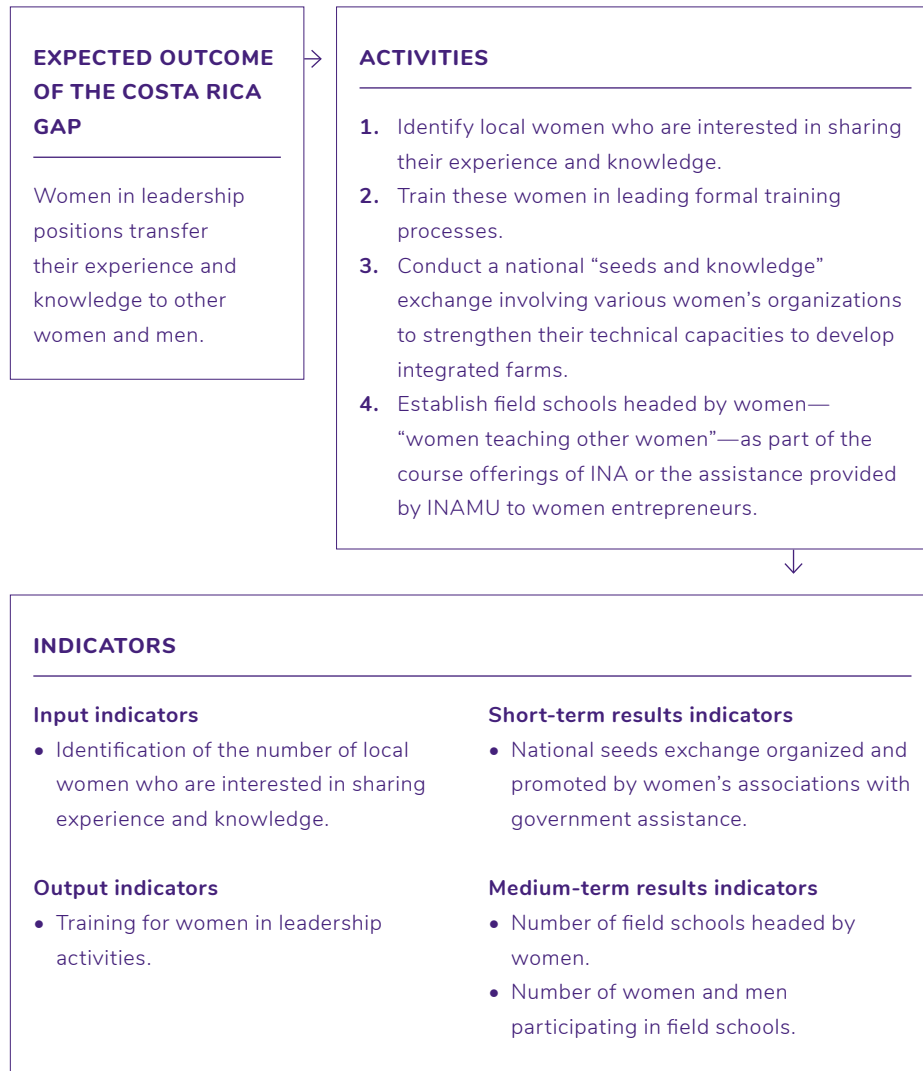 EXPECTED OUTCOME
OF THE COSTA RICA
GAP
Women in leadership
positions transfer
their experience and
knowledge to other
women and men.
ACTIVITIES
1. Identify local women who are interested in sharing
their experience and knowledge.
2. Train these women in leading formal training
processes.
3. Conduct a national “seeds and knowledge”
exchange involving various women’s organizations
to strengthen their technical capacities to develop
integrated farms.
4. Establish field schools headed by women—
“women teaching other women”—as part of the
course offerings of INA or the assistance provided
by INAMU to women entrepreneurs.
INDICATORS
Input indicators
• Identification of the number of local
women who are interested in sharing
experience and knowledge.
Output indicators
• Training for women in leadership
activities.
Short-term results indicators
• National seeds exchange organized and
promoted by women’s associations with
government assistance.
Medium-term results indicators
• Number of field schools headed by
women.
• Number of women and men
participating in field schools.